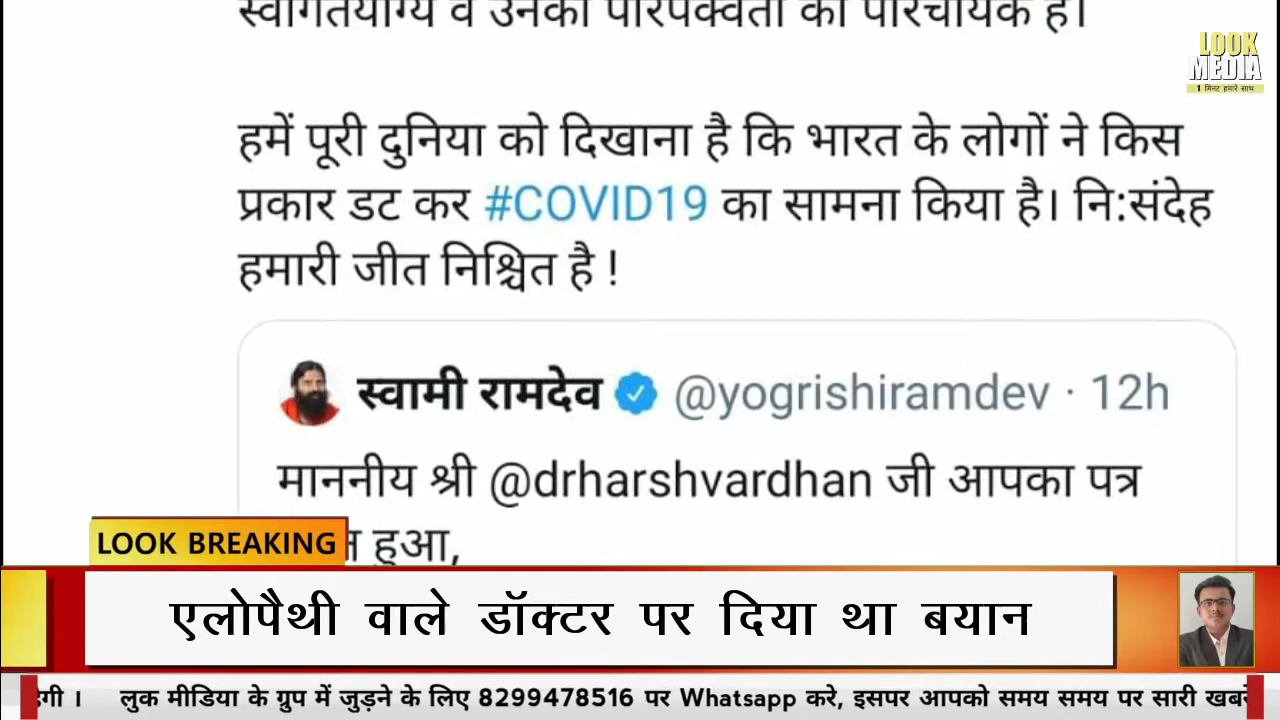 स्वागतयोग्य व उनकी परिपक्वता का परिचायक है।
LOOK
MEDIA
1 मिनट हमारे साथ
हमें पूरी दुनिया को दिखाना है कि भारत के लोगों ने किस
प्रकार डट कर #COVID19 का सामना किया है। नि:संदेह
हमारी जीत निश्चित है !
स्वामी रामदेव @yogrishiramdev · 12h
माननीय श्री @drharshvardhan जी आपका पत्र
हुआ,
LOOK BREAKING
एलोपैथी वाले डॉक्टर पर दिया था बयान
। लुक मीडिया के ग्रुप में जुड़ने के लिए 8299478516 पर Whatsapp करे, इसपर आपको समय समय पर सारी